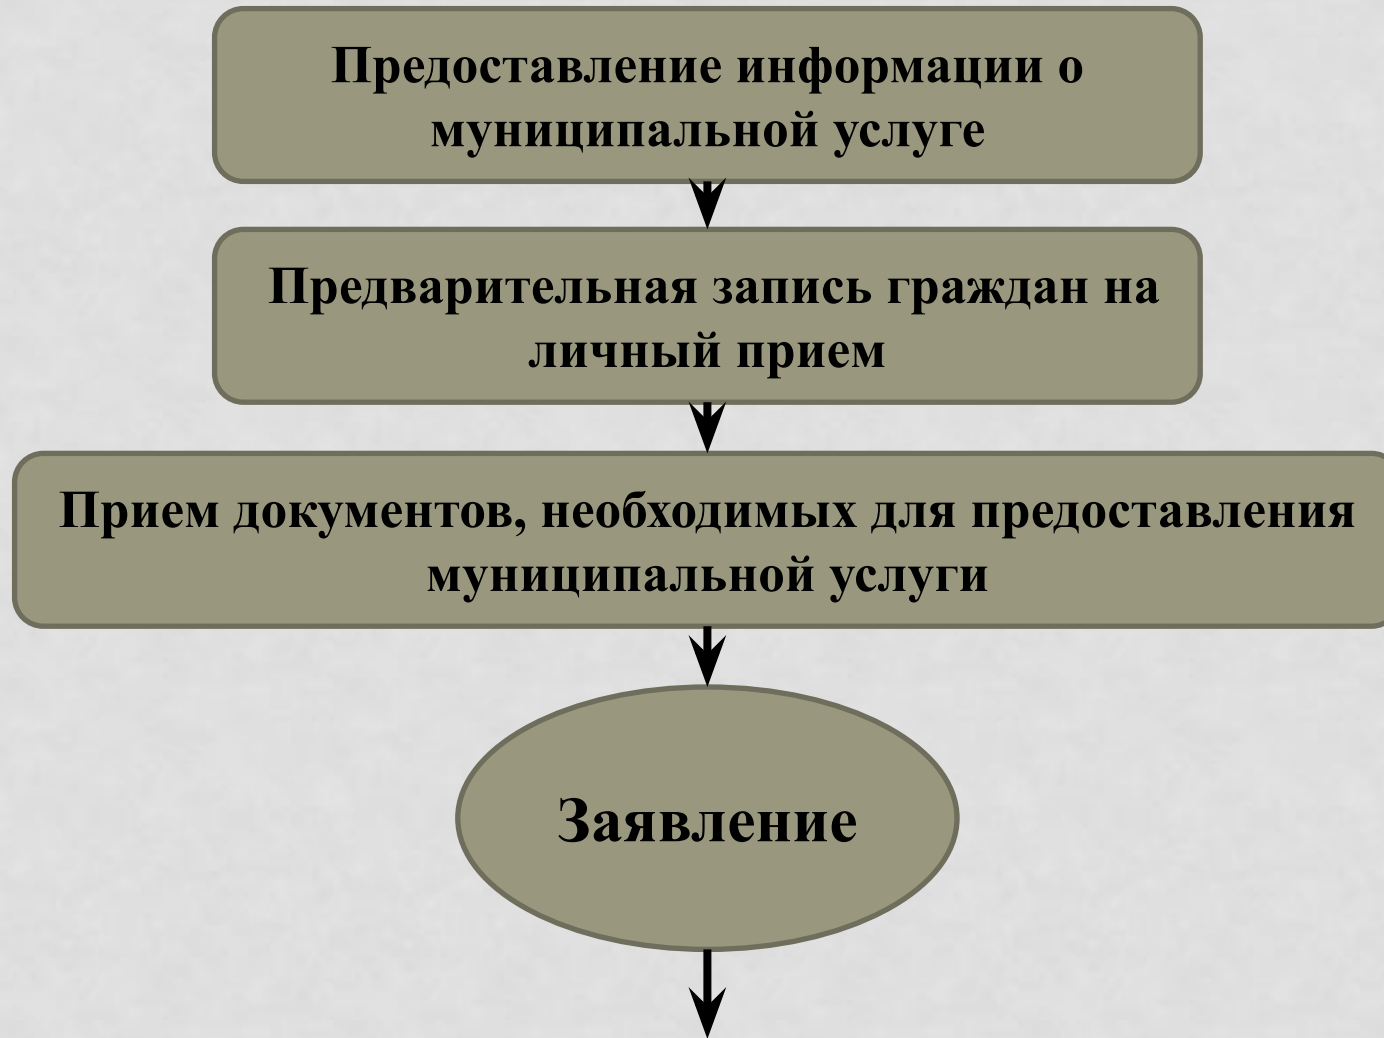 Предоставление информации о
муниципальной услуге
Предварительная запись граждан на
личный прием
Прием документов, необходимых для предоставления
муниципальной услуги
Заявление